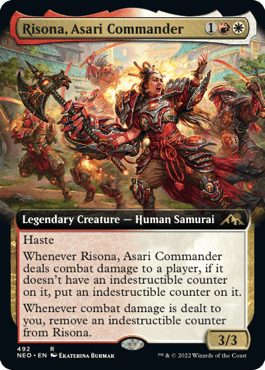 Risona, Asari Commander 1
Legendary Creature — Human Samurai
Haste
Whenever Risona, Asari Commander
deals combat damage to a player, if it
doesn't have an indestructible counter
on it, put an indestructible counter on it.
Whenever combat damage is dealt to
you, remove an indestructible counter
from Risona.
3/3
492 R
NEO • EN EKATERINA BURMAK
™ & © 2022 Wizards of the Coast